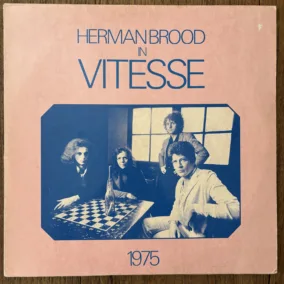 HERMAN BROOD
IN
VITESSE
1975